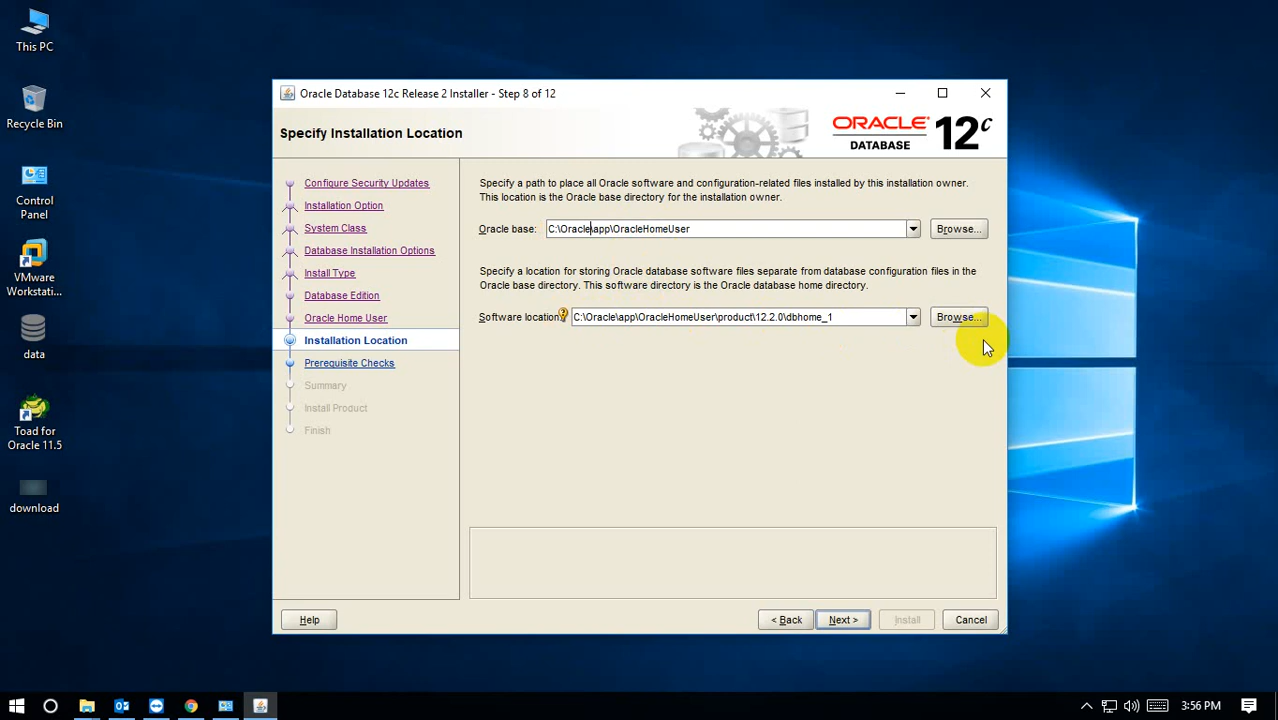 This PC
Recycle Bin
Control
Panel
VMware
Workstati...
data
Toad for
Oracle 11.5
download
Oracle Database 12c Release 2 Installer - Step 8 of 12
Specify Installation Location
ORACLE
DATABASE
12c
Configure Security Updates
Installation Option
System Class
Database Installation Options
Install Type
Database Edition
Oracle Home User
Installation Location
Prerequisite Checks
Summary
Install Product
Finish
Specify a path to place all Oracle software and configuration-related files installed by this installation owner.
This location is the Oracle base directory for the installation owner.
Oracle base: C:\Oracle\app\OracleHomeUser Browse...
Specify a location for storing Oracle database software files separate from database configuration files in the
Oracle base directory. This software directory is the Oracle database home directory.
Software location: C:\Oracle\app\OracleHomeUser\product\12.2.0\dbhome_1 Browse...
Help < Back Next > Install Cancel
3:56 PM